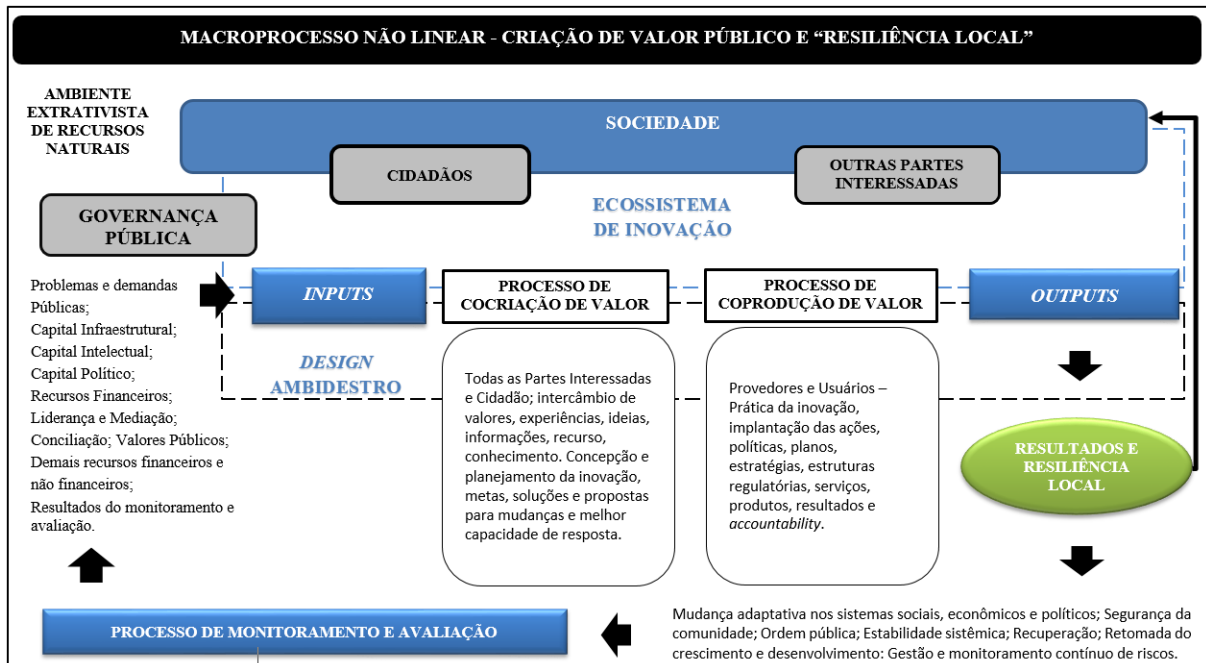 MACROPROCESSO NÃO LINEAR - CRIAÇÃO DE VALOR PÚBLICO E “RESILIÊNCIA LOCAL”
AMBIENTE
EXTRATIVISTA
DE RECURSOS
NATURAIS
SOCIEDADE
CIDADÃOS
OUTRAS PARTES
INTERESSADAS
GOVERNANÇA
PÚBLICA
ECOSSISTEMA
DE INOVAÇÃO
Problemas e demandas
Públicas;
Capital Infraestrutural;
Capital Intelectual;
Capital Político;
Recursos Financeiros;
Liderança e Mediação;
Conciliação; Valores Públicos;
Demais recursos financeiros e
não financeiros;
Resultados do monitoramento e
avaliação.
INPUTS
PROCESSO DE
COCRIAÇÃO DE VALOR
PROCESSO DE
COPRODUÇÃO DE VALOR
OUTPUTS
DESIGN
AMBIDESTRO
Todas as Partes Interessadas
e Cidadão; intercâmbio de
valores, experiências, ideias,
informações, recurso,
conhecimento. Concepção e
planejamento da inovação,
metas, soluções e propostas
para mudanças e melhor
capacidade de resposta.
Provedores e Usuários –
Prática da inovação,
implantação das ações,
políticas, planos,
estratégias, estruturas
regulatórias, serviços,
produtos, resultados e
accountability.
RESULTADOS E
RESILIÊNCIA
LOCAL
PROCESSO DE MONITORAMENTO E AVALIAÇÃO
Mudança adaptativa nos sistemas sociais, econômicos e políticos; Segurança da
comunidade; Ordem pública; Estabilidade sistêmica; Recuperação; Retomada do
crescimento e desenvolvimento: Gestão e monitoramento contínuo de riscos.